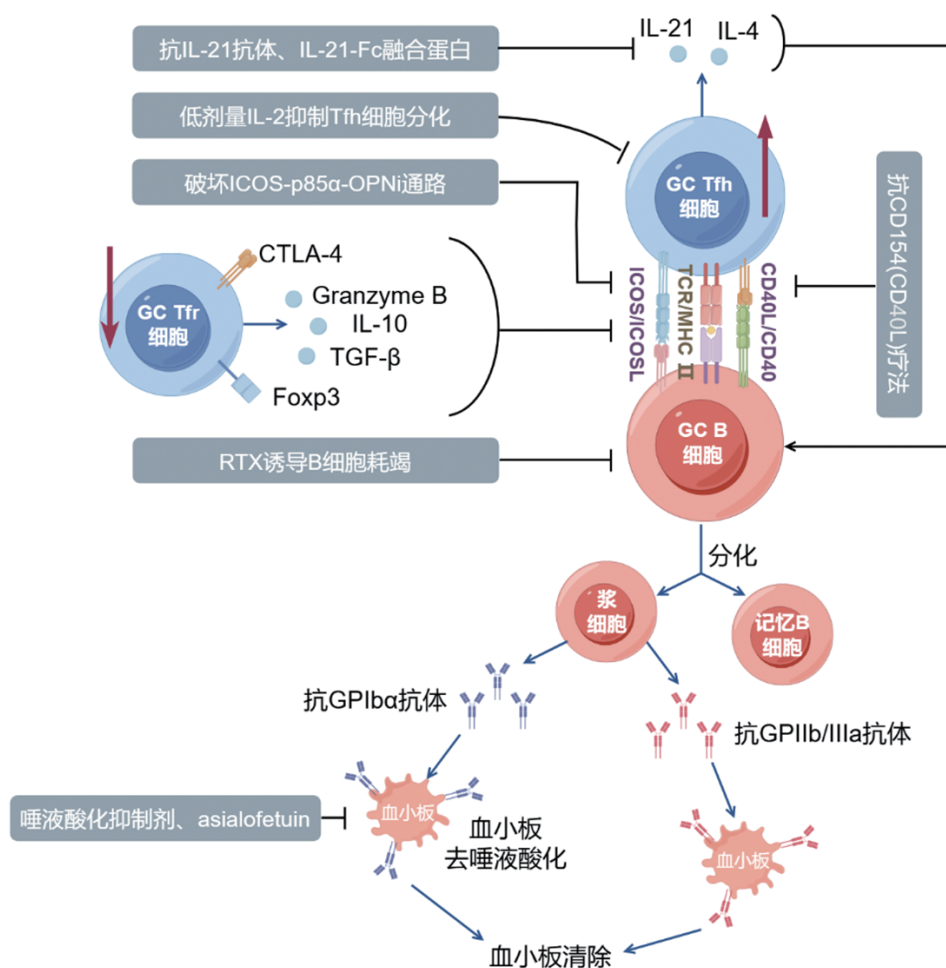 抗IL-21抗体、IL-21-Fc融合蛋白
IL-21
IL-4
低剂量IL-2抑制Tfh细胞分化
破坏ICOS-p85α-OPNi通路
GC Tfh
细胞
抗CD154(CD40L)疗法
CTLA-4
Granzyme B
IL-10
TGF-β
Foxp3
GC Tfr
细胞
ICOS/ICOSL
TCR/MHC II
CD40L/CD40
RTX诱导B细胞耗竭
GC B
细胞
分化
浆
细胞
记忆B
细胞
抗GPIbα抗体
抗GPIIb/IIIa抗体
唾液酸化抑制剂、asialofetuin
血小板
血小板
去唾液酸化
血小板
血小板清除